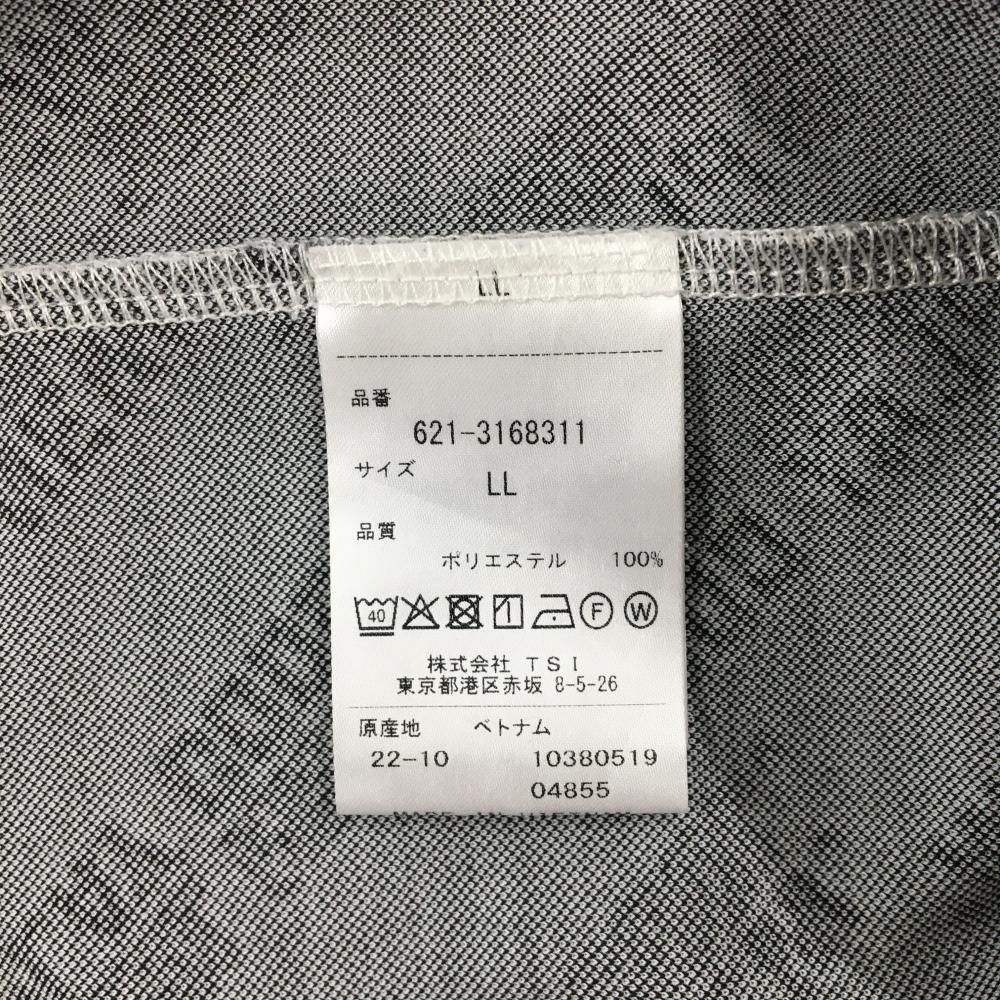 LL
品番
621-3168311
サイズ
LL
品質
ポリエステル 100%
40 F W
株式会社 TSI
東京都港区赤坂 8-5-26
原産地 ベトナム
22-10 10380519
04855